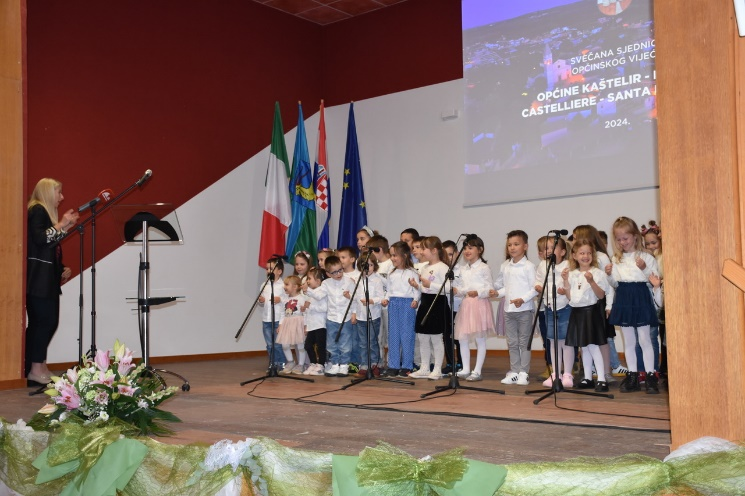 SVEČANA SJEDNIC
OPĆINSKOG VIJEĆ
OPĆINE KAŠTELIR -
CASTELLIERE - SANTA
2024.